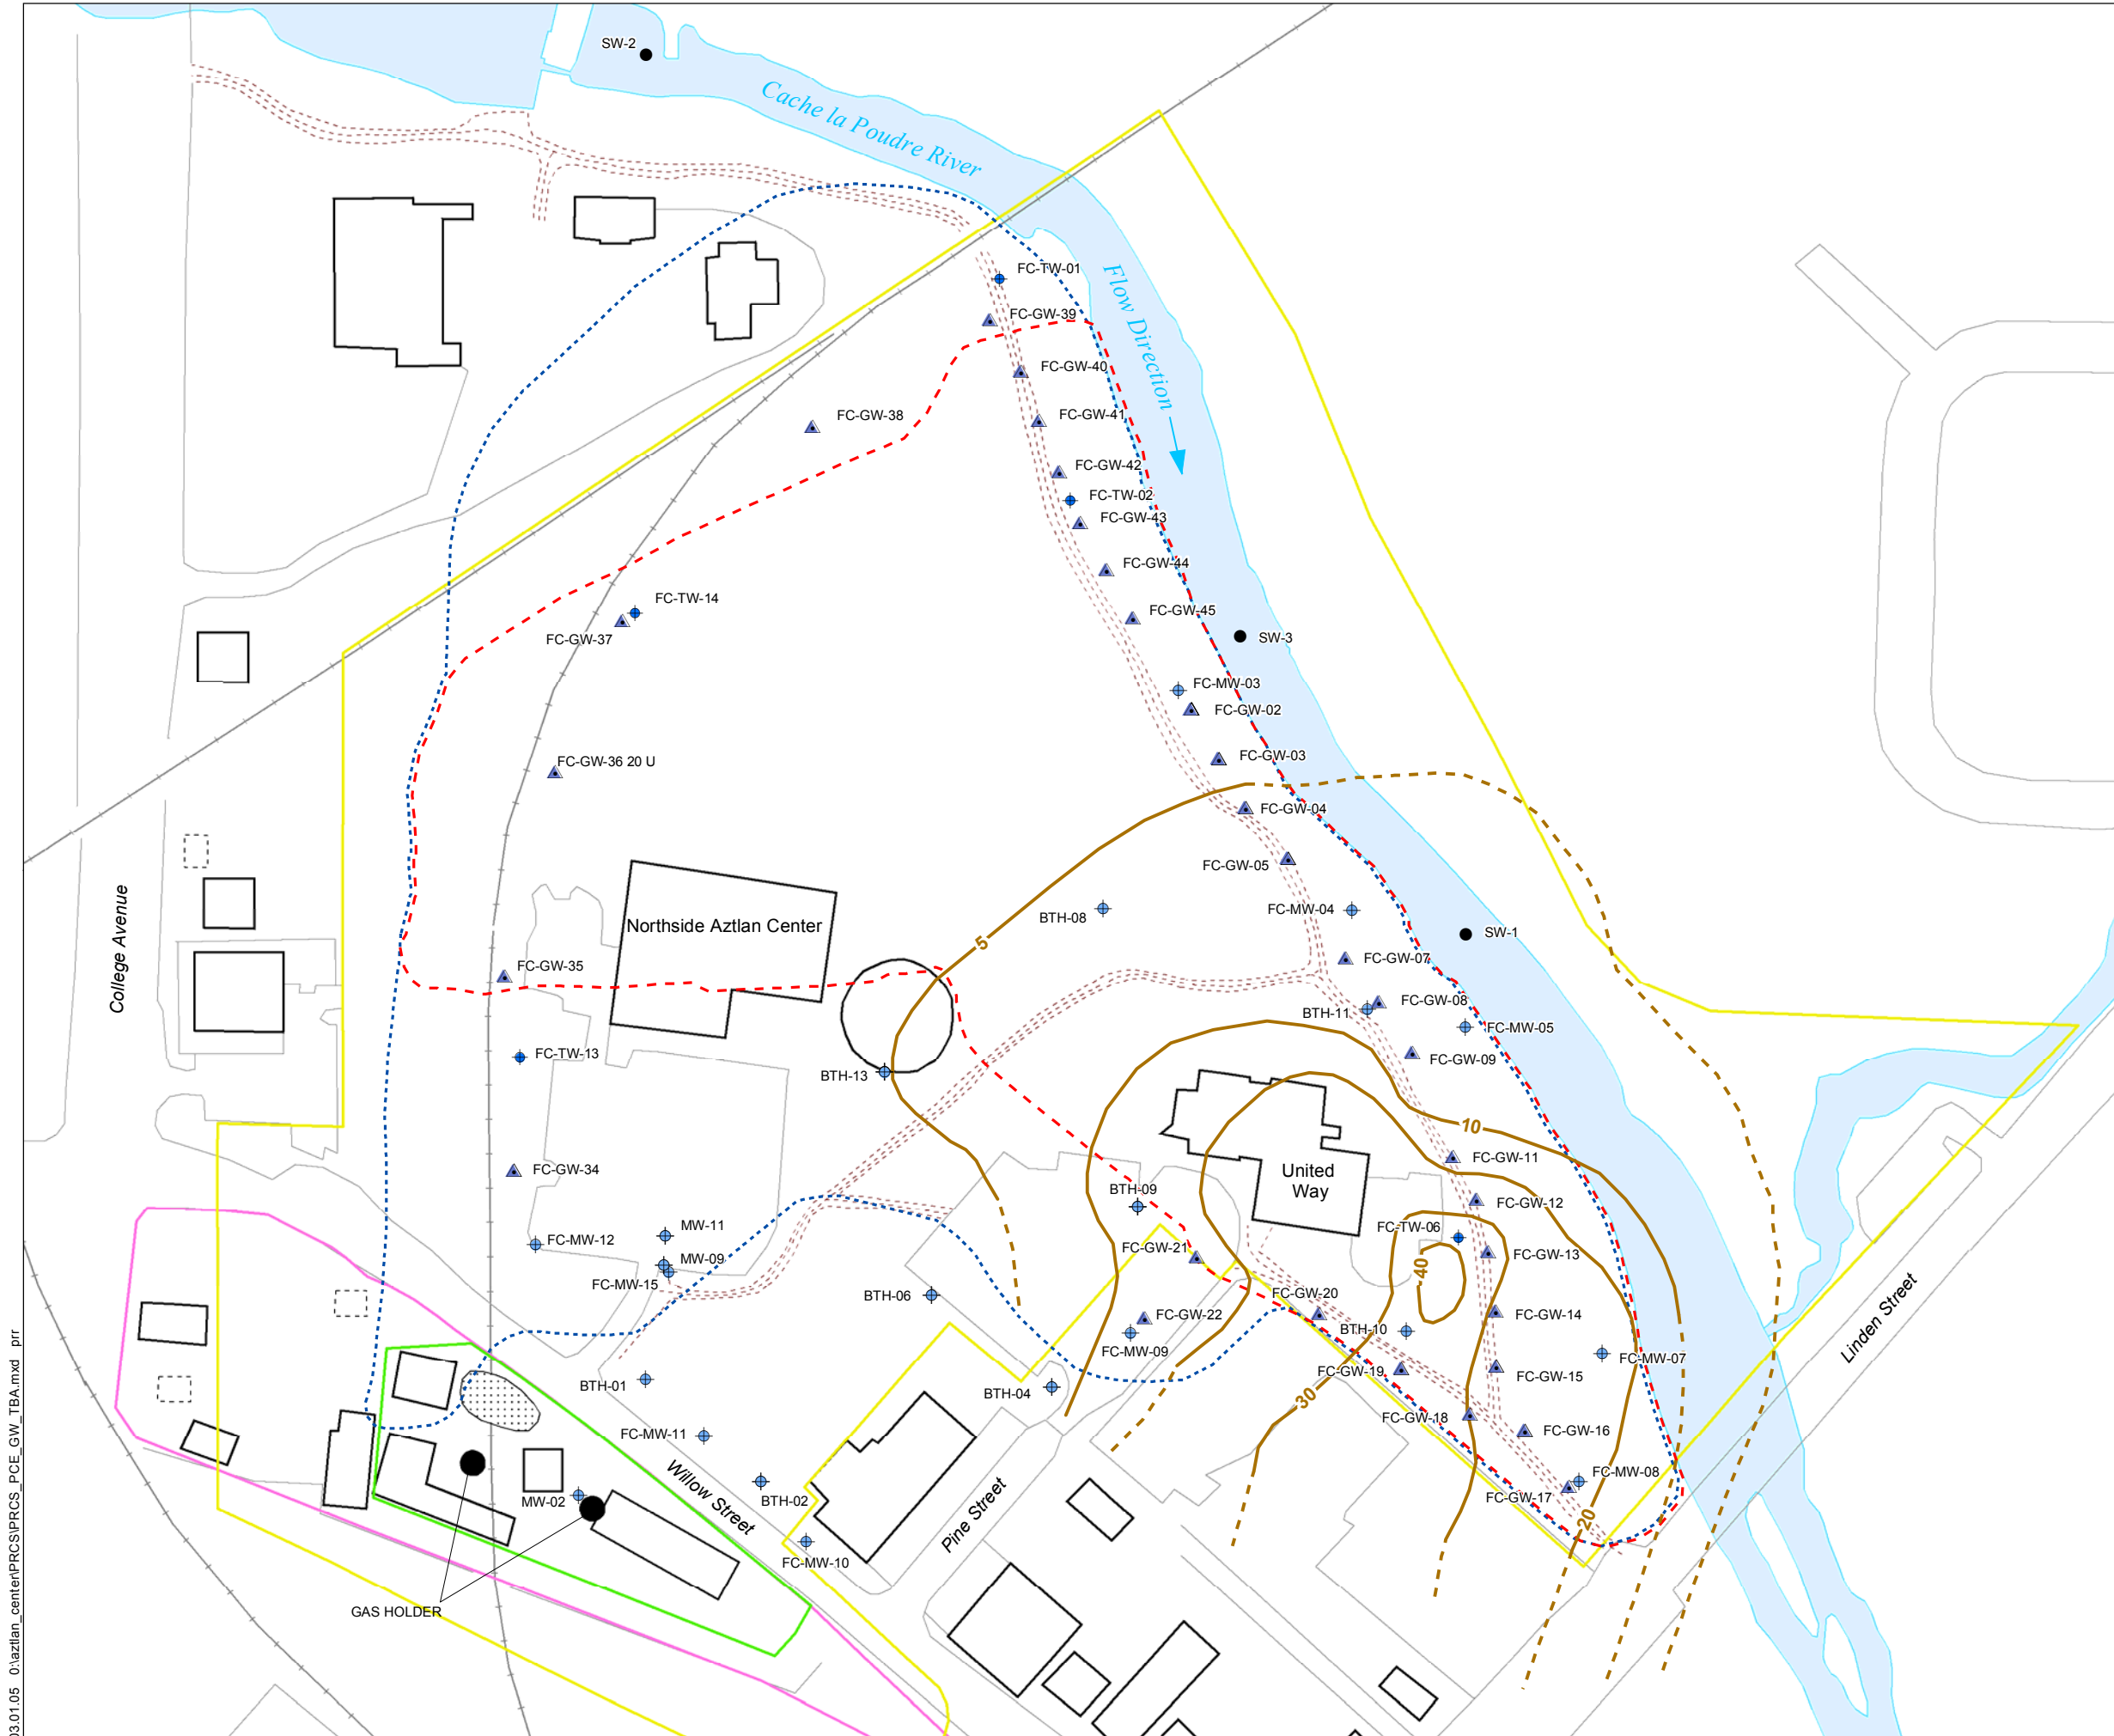 SW-2
Cache la Poudre River
FC-TW-01
Flow Direction
FC-GW-39
FC-GW-40
FC-GW-38
FC-GW-41
FC-GW-42
FC-TW-02
FC-GW-43
FC-GW-44
FC-TW-14
FC-GW-45
FC-GW-37
SW-3
FC-MW-03
FC-GW-02
FC-GW-03
FC-GW-36 20 U
FC-GW-04
FC-GW-05
College Avenue
Northside Aztlan Center
5
BTH-08
FC-MW-04
SW-1
FC-GW-35
FC-GW-07
FC-GW-08
BTH-11
FC-MW-05
FC-TW-13
BTH-13
FC-GW-09
10
FC-GW-34
FC-GW-11
United
Way
BTH-09
FC-GW-12
MW-11
FC-TW-06
FC-MW-12
FC-GW-21
FC-GW-13
MW-09
FC-MW-15
40
BTH-06
FC-GW-20
FC-GW-22
FC-GW-14
BTH-10
FC-MW-09
FC-MW-07
Linden Street
BTH-01
BTH-04
FC-GW-19
FC-GW-15
30
FC-GW-18
FC-MW-11
FC-GW-16
Willow Street
FC-MW-08
MW-02
BTH-02
FC-GW-17
Pine Street
20
FC-MW-10
GAS HOLDER
03.01.05 0:\aztlan_center\PRCS\PRCS_PCE_GW_TBA.mxd prr